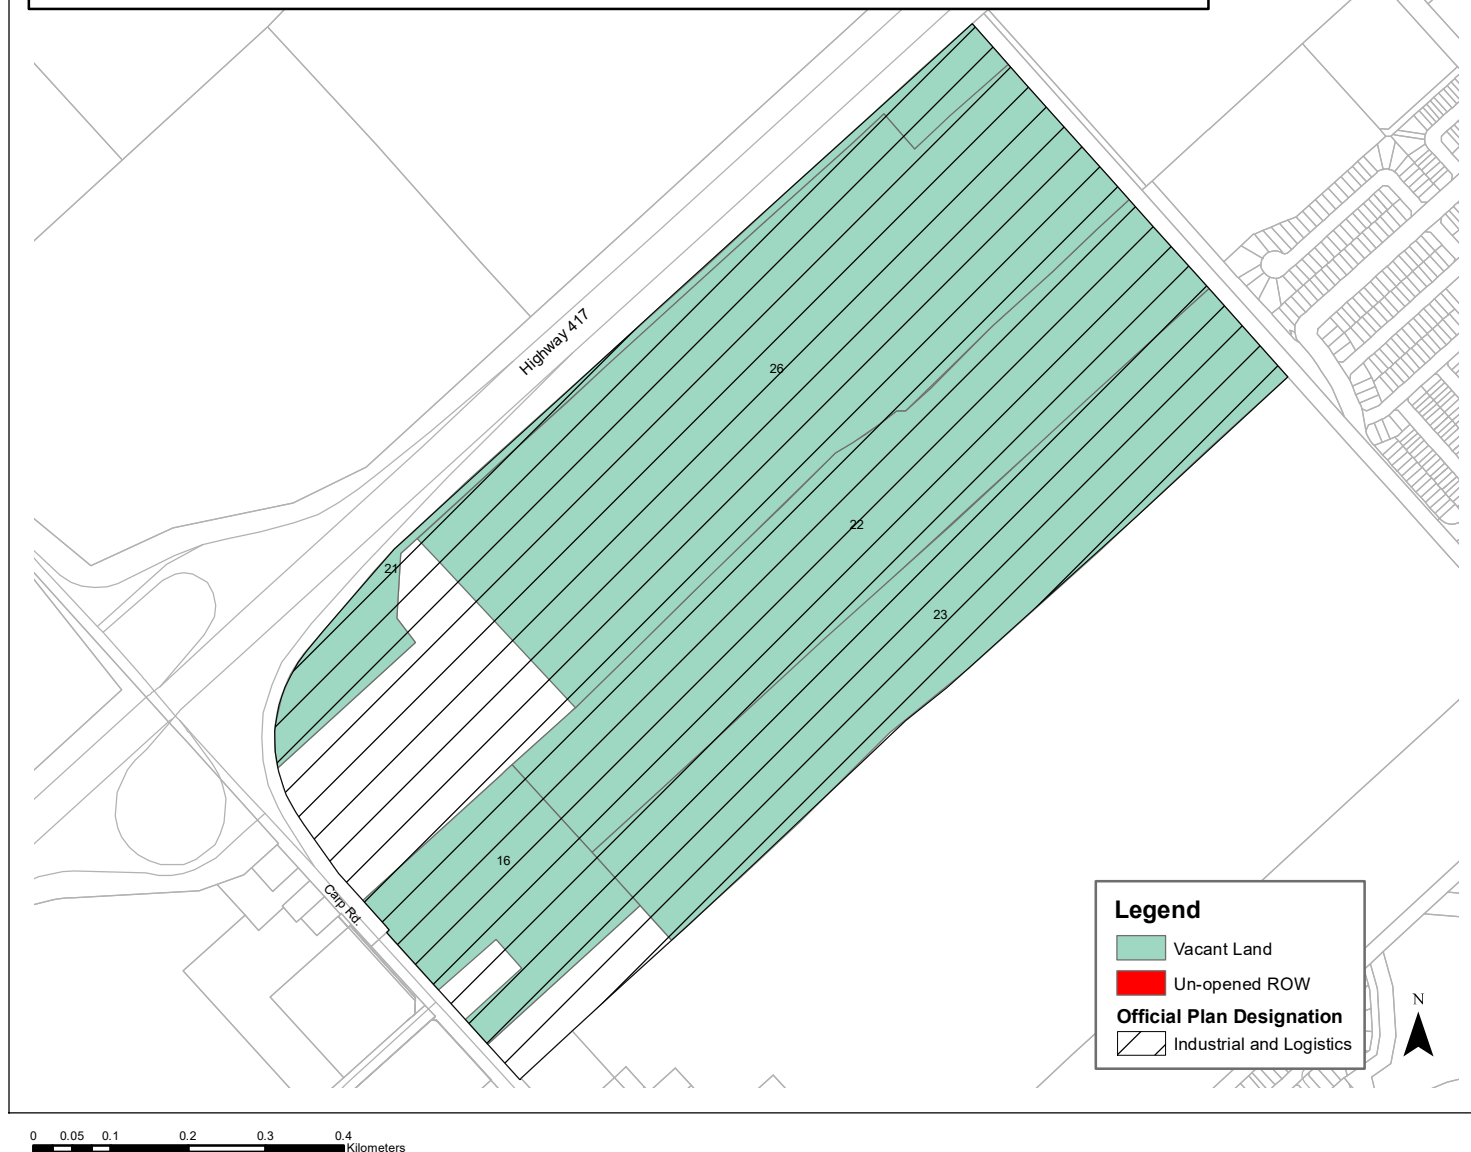 Highway 417
26
22
21
23
16
Carp Rd.
Legend
Vacant Land
Un-opened ROW
Official Plan Designation
Industrial and Logistics
N
0 0.05 0.1 0.2 0.3 0.4
Kilometers